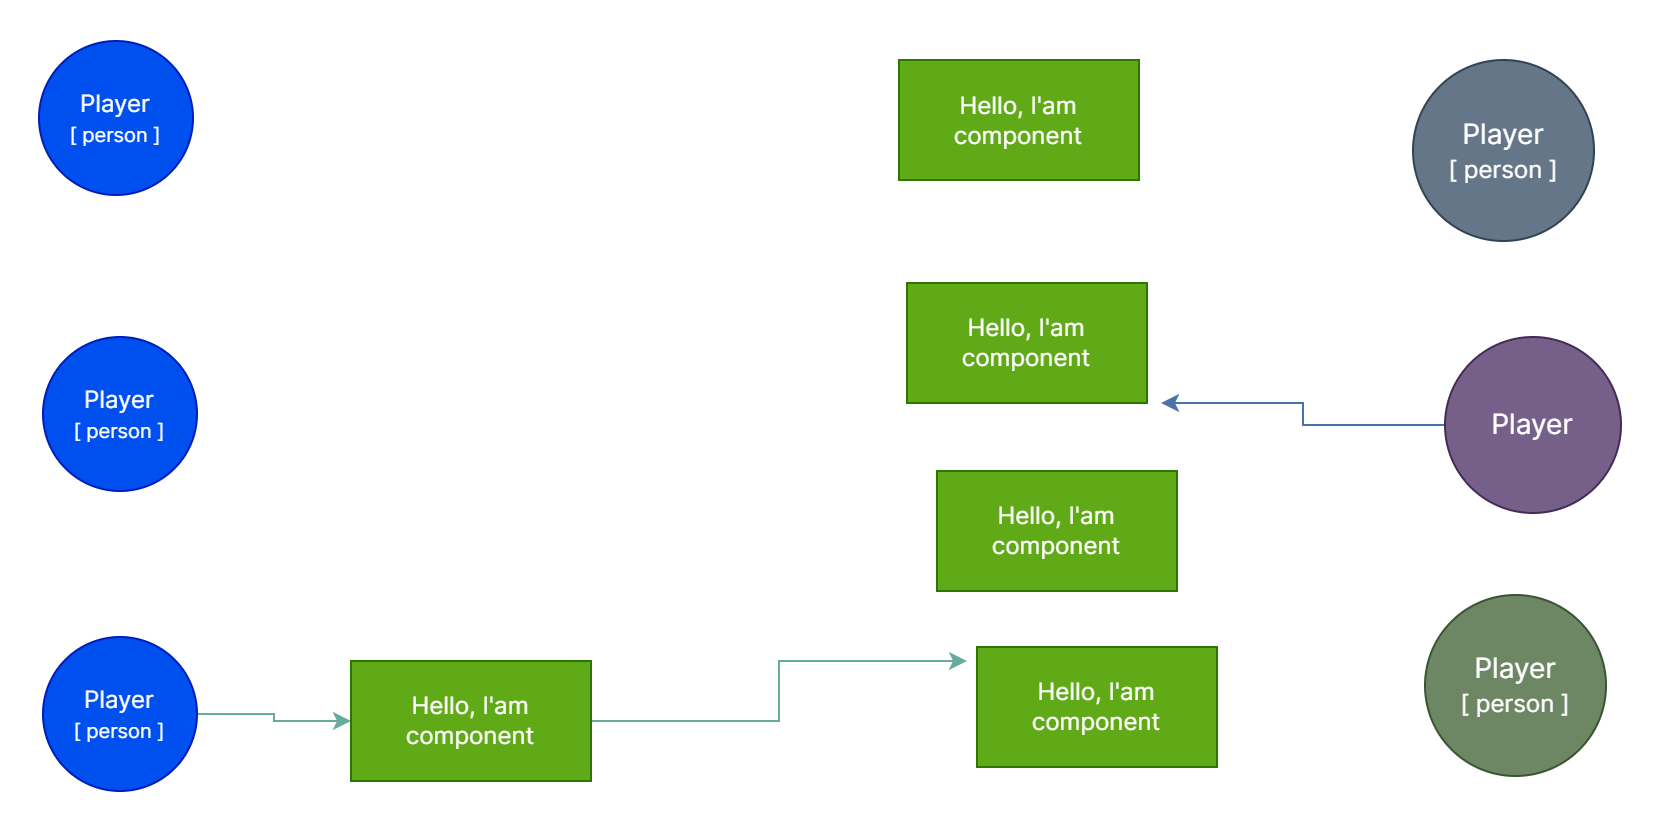 Player
[ person ]
Hello, I'am
component
Player
[ person ]
Hello, I'am
component
Player
[ person ]
Player
Hello, I'am
component
Player
[ person ]
Hello, I'am
component
Hello, I'am
component
Player
[ person ]